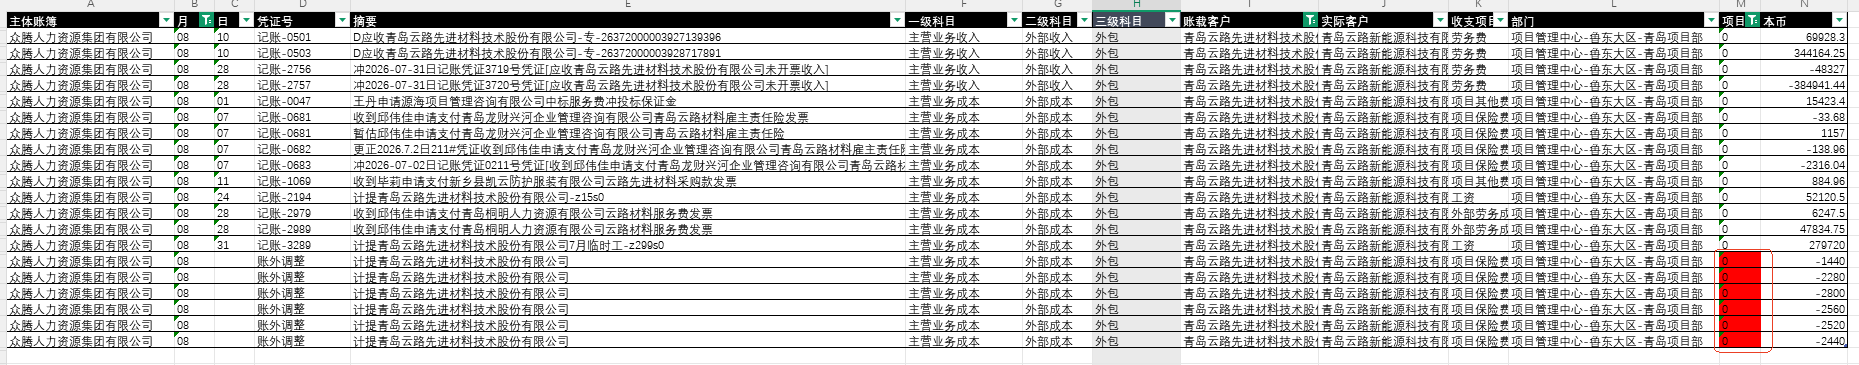 A B C D E F G H I J K L M N
主体账簿 月 日 凭证号 摘要 一级科目 二级科目 三级科目 账载客户 实际客户 收支项目 部门 项目 本币
众腾人力资源集团有限公司 08 10 记账-0501 D应收青岛云路先进材料技术股份有限公司-专-26372000003927139396 主营业务收入 外部收入 外包 青岛云路先进材料技术股份 青岛云路新能源科技有限 劳务费 项目管理中心-鲁东大区-青岛项目部 0 69928.3
众腾人力资源集团有限公司 08 10 记账-0503 D应收青岛云路先进材料技术股份有限公司-专-26372000003928717891 主营业务收入 外部收入 外包 青岛云路先进材料技术股份 青岛云路新能源科技有限 劳务费 项目管理中心-鲁东大区-青岛项目部 0 344164.25
众腾人力资源集团有限公司 08 28 记账-2756 冲2026-07-31日记账凭证3719号凭证[应收青岛云路先进材料技术股份有限公司未开票收入] 主营业务收入 外部收入 外包 青岛云路先进材料技术股份 青岛云路新能源科技有限 劳务费 项目管理中心-鲁东大区-青岛项目部 0 -48327
众腾人力资源集团有限公司 08 28 记账-2757 冲2026-07-31日记账凭证3720号凭证[应收青岛云路先进材料技术股份有限公司未开票收入] 主营业务收入 外部收入 外包 青岛云路先进材料技术股份 青岛云路新能源科技有限 劳务费 项目管理中心-鲁东大区-青岛项目部 0 -384941.44
众腾人力资源集团有限公司 08 01 记账-0047 王丹申请源海项目管理咨询有限公司中标服务费冲投标保证金 主营业务成本 外部成本 外包 青岛云路先进材料技术股份 青岛云路新能源科技有限 项目其他费 项目管理中心-鲁东大区-青岛项目部 0 15423.4
众腾人力资源集团有限公司 08 07 记账-0681 收到邱伟佳申请支付青岛龙财兴河企业管理咨询有限公司青岛云路材料雇主责任险发票 主营业务成本 外部成本 外包 青岛云路先进材料技术股份 青岛云路新能源科技有限 项目保险费 项目管理中心-鲁东大区-青岛项目部 0 -33.68
众腾人力资源集团有限公司 08 07 记账-0681 暂估邱伟佳申请支付青岛龙财兴河企业管理咨询有限公司青岛云路材料雇主责任险 主营业务成本 外部成本 外包 青岛云路先进材料技术股份 青岛云路新能源科技有限 项目保险费 项目管理中心-鲁东大区-青岛项目部 0 1157
众腾人力资源集团有限公司 08 07 记账-0682 更正2026.7.2日211#凭证收到邱伟佳申请支付青岛龙财兴河企业管理咨询有限公司青岛云路材料雇主责任险 主营业务成本 外部成本 外包 青岛云路先进材料技术股份 青岛云路新能源科技有限 项目保险费 项目管理中心-鲁东大区-青岛项目部 0 -138.96
众腾人力资源集团有限公司 08 07 记账-0683 冲2026-07-02日记账凭证0211号凭证[收到邱伟佳申请支付青岛龙财兴河企业管理咨询有限公司青岛云路材 主营业务成本 外部成本 外包 青岛云路先进材料技术股份 青岛云路新能源科技有限 项目保险费 项目管理中心-鲁东大区-青岛项目部 0 -2316.04
众腾人力资源集团有限公司 08 11 记账-1069 收到毕莉申请支付新乡县凯云防护服装有限公司云路先进材料采购款发票 主营业务成本 外部成本 外包 青岛云路先进材料技术股份 青岛云路新能源科技有限 项目其他费 项目管理中心-鲁东大区-青岛项目部 0 884.96
众腾人力资源集团有限公司 08 24 记账-2194 计提青岛云路先进材料技术股份有限公司-z15s0 主营业务成本 外部成本 外包 青岛云路先进材料技术股份 青岛云路新能源科技有限 工资 项目管理中心-鲁东大区-青岛项目部 0 52120.5
众腾人力资源集团有限公司 08 28 记账-2979 收到邱伟佳申请支付青岛桐明人力资源有限公司云路材料服务费发票 主营业务成本 外部成本 外包 青岛云路先进材料技术股份 青岛云路新能源科技有限 外部劳务成 项目管理中心-鲁东大区-青岛项目部 0 6247.5
众腾人力资源集团有限公司 08 28 记账-2989 收到邱伟佳申请支付青岛桐明人力资源有限公司云路材料服务费发票 主营业务成本 外部成本 外包 青岛云路先进材料技术股份 青岛云路新能源科技有限 外部劳务成 项目管理中心-鲁东大区-青岛项目部 0 47834.75
众腾人力资源集团有限公司 08 31 记账-3289 计提青岛云路先进材料技术股份有限公司7月临时工-z299s0 主营业务成本 外部成本 外包 青岛云路先进材料技术股份 青岛云路新能源科技有限 工资 项目管理中心-鲁东大区-青岛项目部 0 279720
众腾人力资源集团有限公司 08 账外调整 计提青岛云路先进材料技术股份有限公司 主营业务成本 外部成本 外包 青岛云路先进材料技术股份 青岛云路新能源科技有限 项目保险费 项目管理中心-鲁东大区-青岛项目部 0 -1440
众腾人力资源集团有限公司 08 账外调整 计提青岛云路先进材料技术股份有限公司 主营业务成本 外部成本 外包 青岛云路先进材料技术股份 青岛云路新能源科技有限 项目保险费 项目管理中心-鲁东大区-青岛项目部 0 -2280
众腾人力资源集团有限公司 08 账外调整 计提青岛云路先进材料技术股份有限公司 主营业务成本 外部成本 外包 青岛云路先进材料技术股份 青岛云路新能源科技有限 项目保险费 项目管理中心-鲁东大区-青岛项目部 0 -2800
众腾人力资源集团有限公司 08 账外调整 计提青岛云路先进材料技术股份有限公司 主营业务成本 外部成本 外包 青岛云路先进材料技术股份 青岛云路新能源科技有限 项目保险费 项目管理中心-鲁东大区-青岛项目部 0 -2560
众腾人力资源集团有限公司 08 账外调整 计提青岛云路先进材料技术股份有限公司 主营业务成本 外部成本 外包 青岛云路先进材料技术股份 青岛云路新能源科技有限 项目保险费 项目管理中心-鲁东大区-青岛项目部 0 -2520
众腾人力资源集团有限公司 08 账外调整 计提青岛云路先进材料技术股份有限公司 主营业务成本 外部成本 外包 青岛云路先进材料技术股份 青岛云路新能源科技有限 项目保险费 项目管理中心-鲁东大区-青岛项目部 0 -2440